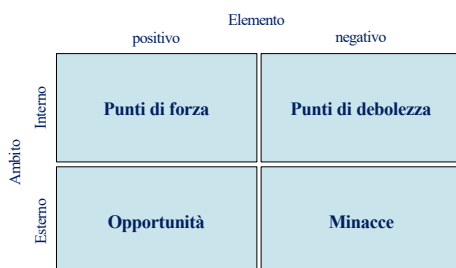 Elemento
positivo negativo
Ambito
Interno
Punti di forza Punti di debolezza
Esterno
Opportunità Minacce